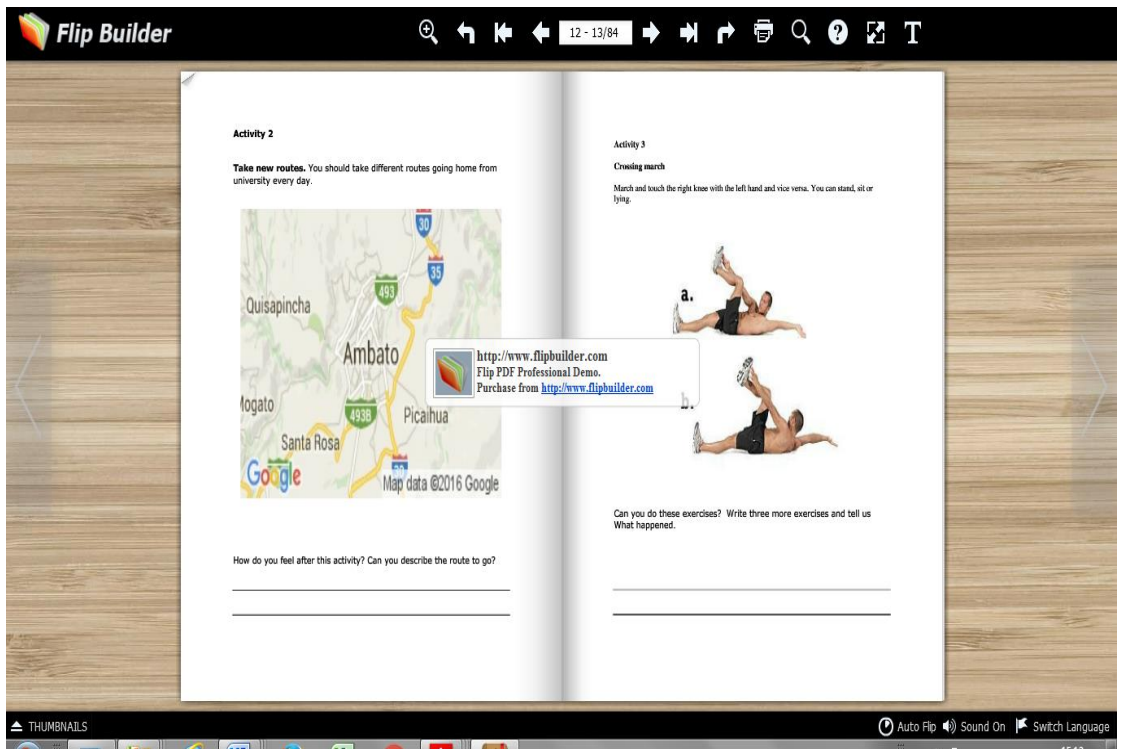 Flip Builder
12 - 13/84
Activity 2
Take new routes. You should take different routes going home from
university every day.
30
35
493
Quisapincha
Ambato
493B
Picaihua
Santa Rosa
Google
Map data ©2016 Google
How do you feel after this activity? Can you describe the route to go?
http://www.flipbuilder.com
Flip PDF Professional Demo.
Purchase from http://www.flipbuilder.com
Activity 3
Crossing march
March and touch the right knee with the left hand and vice versa. You can stand, sit or
lying.
a.
b.
Can you do these exercises? Write three more exercises and tell us
What happened.
THUMBNAILS
Auto Flip Sound On Switch Language